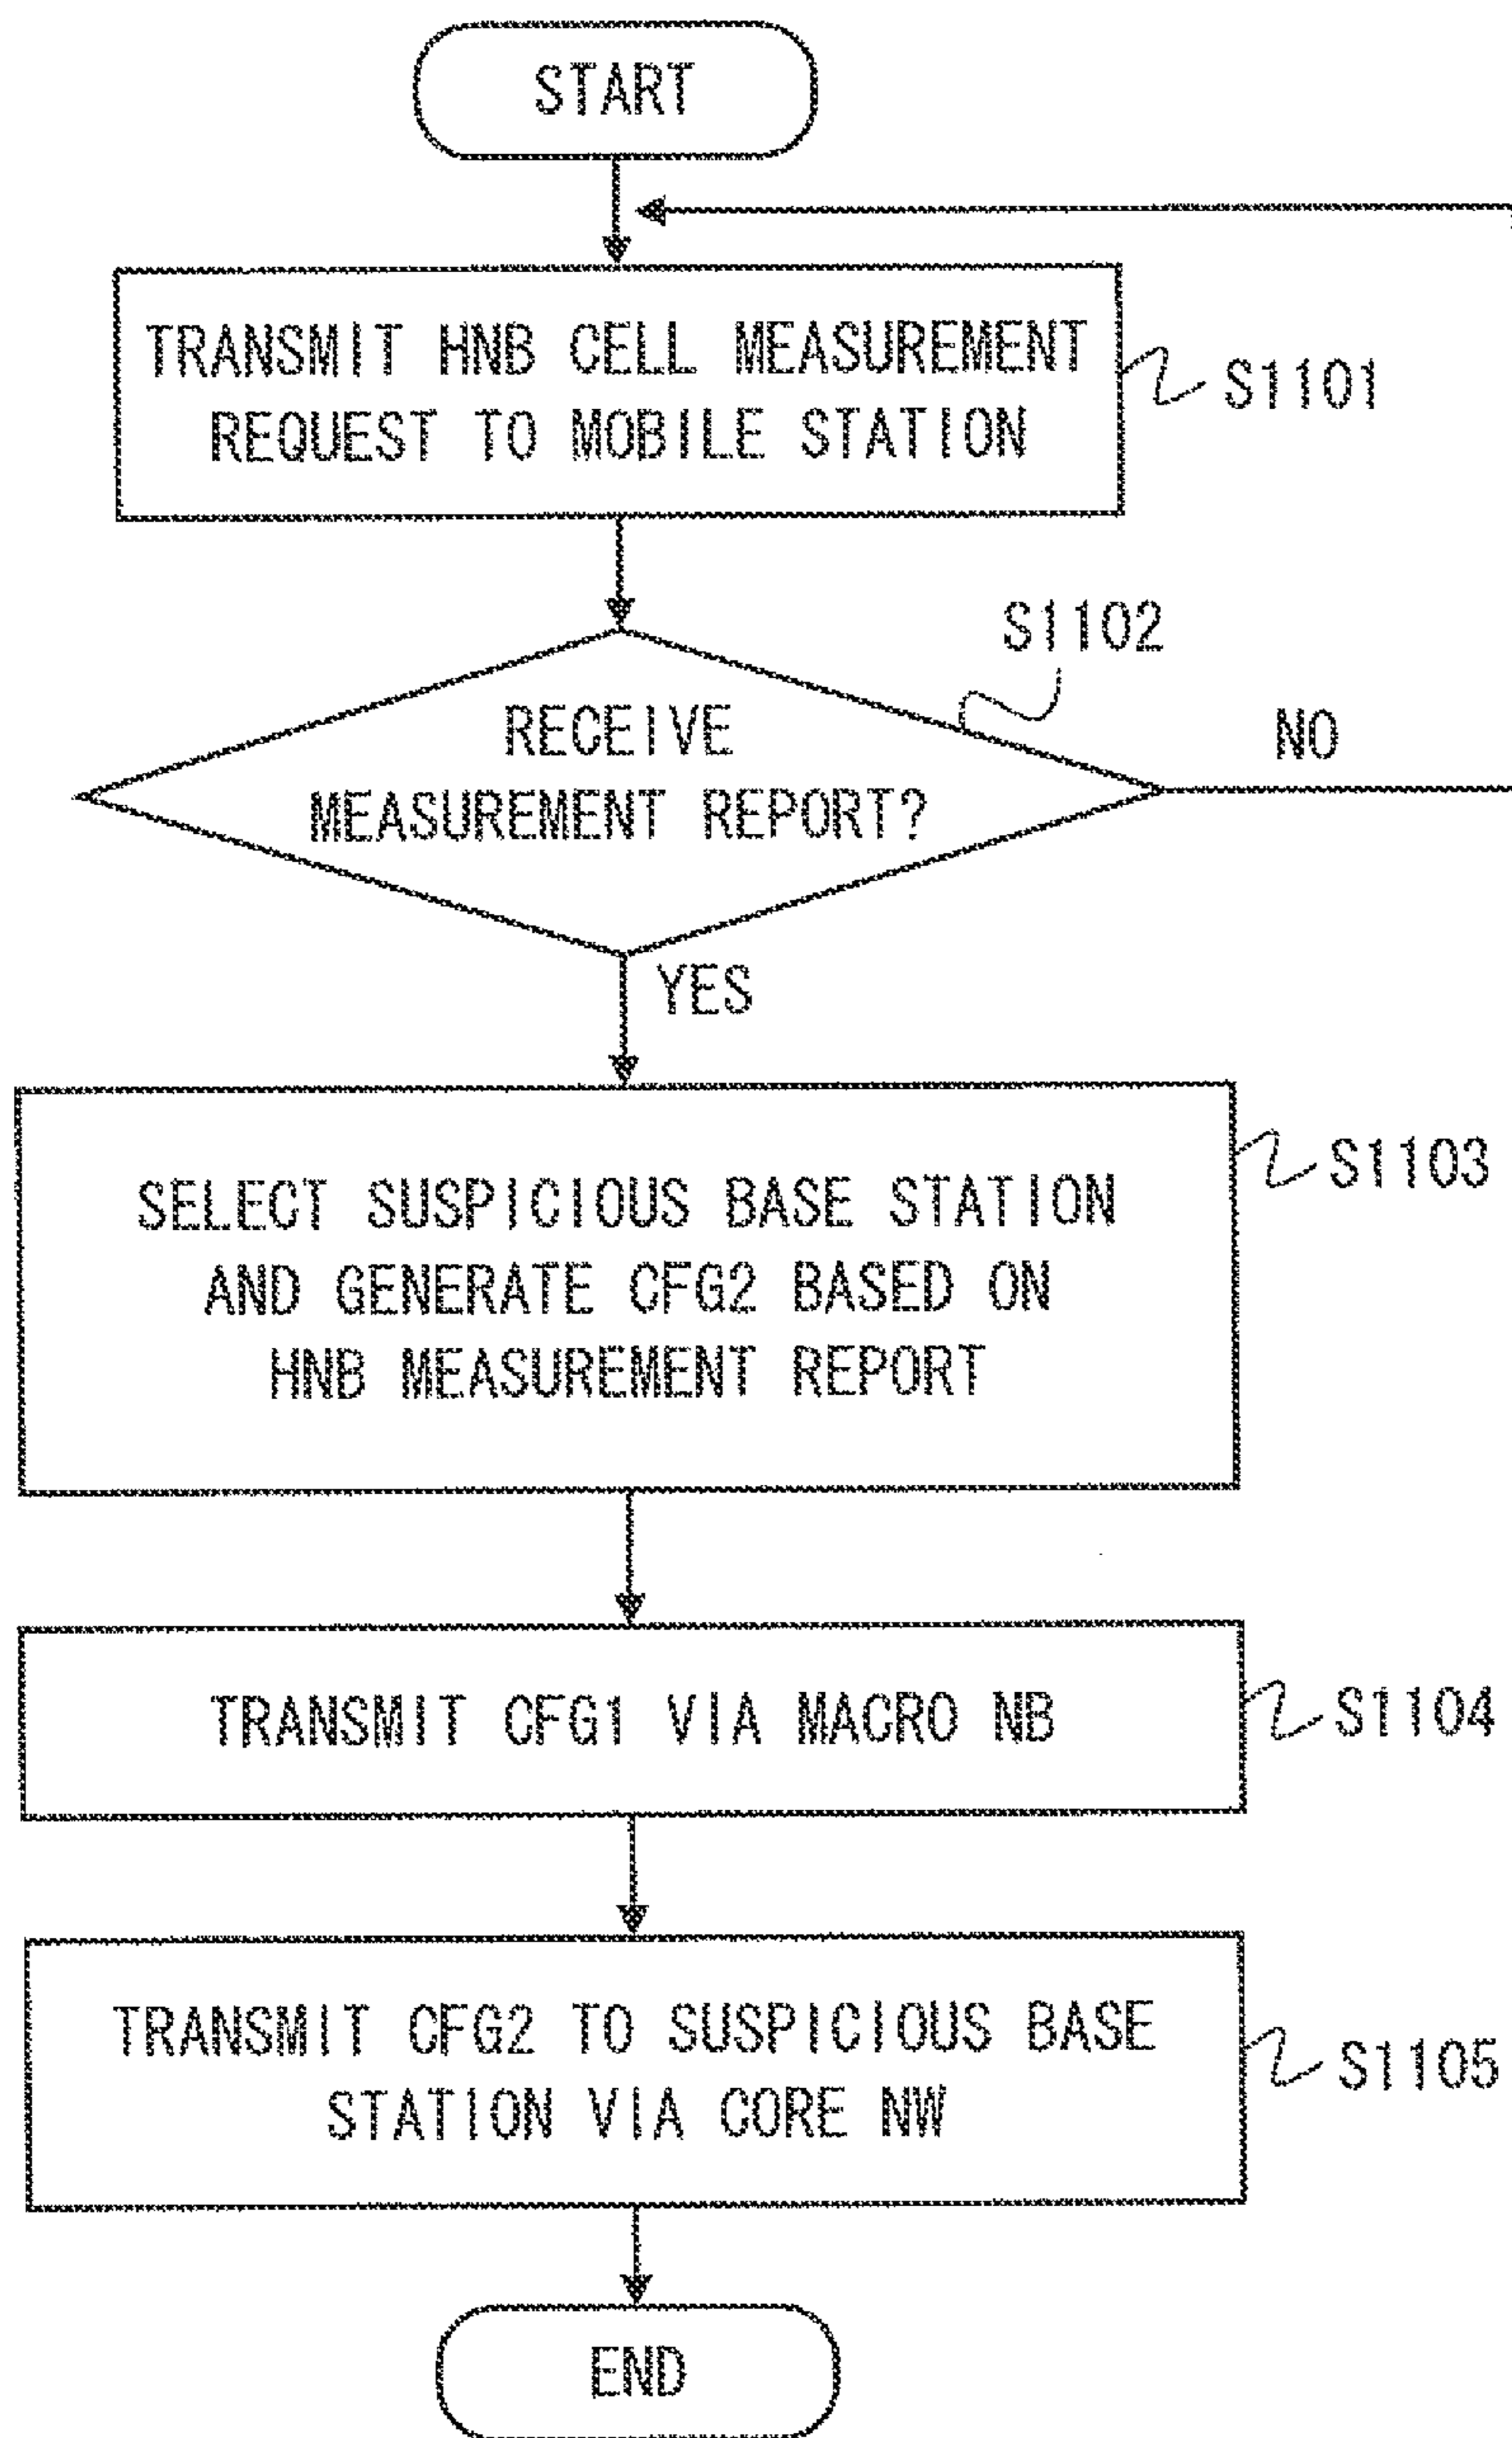 START
TRANSMIT HNB CELL MEASUREMENT
REQUEST TO MOBILE STATION
S1101
S1102
RECEIVE
MEASUREMENT REPORT?
NO
YES
SELECT SUSPICIOUS BASE STATION
AND GENERATE CFG2 BASED ON
HNB MEASUREMENT REPORT
S1103
TRANSMIT CFG1 VIA MACRO NB
S1104
TRANSMIT CFG2 TO SUSPICIOUS BASE
STATION VIA CORE NW
S1105
END